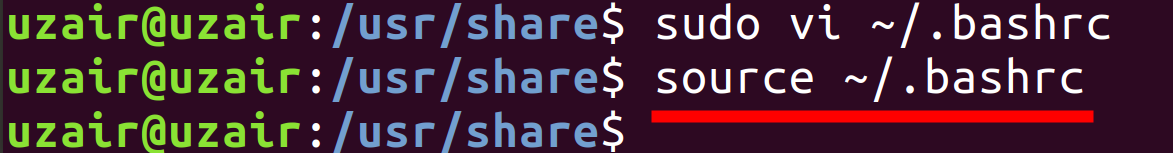 uzair@uzair:/usr/share$ sudo vi ~/.bashrc
uzair@uzair:/usr/share$ source ~/.bashrc
uzair@uzair:/usr/share$